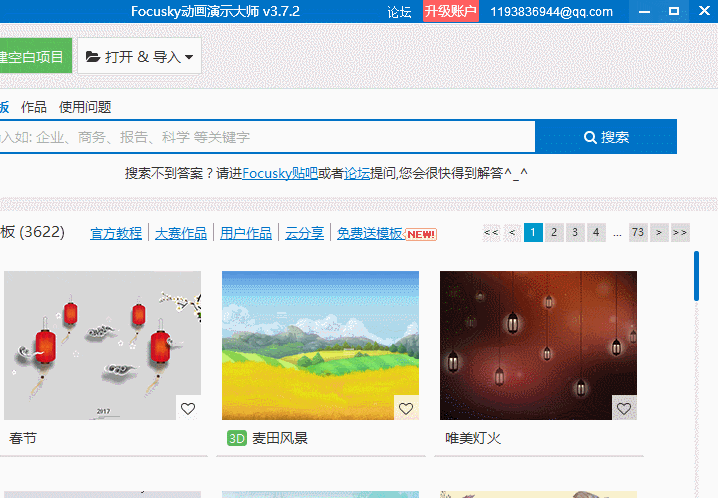 Focusky动画演示大师 v3.7.2 论坛 升级账户 1193836944@qq.com
建空白项目 打开 & 导入
板 作品 使用问题
入如: 企业、商务、报告、科学 等关键字 搜索
搜索不到答案？请进Focusky贴吧或者论坛提问,您会很快得到解答^_^
板 (3622) 官方教程 大赛作品 用户作品 云分享 免费送模板 NEW! << < 1 2 3 4 ... 73 > >>
2017
春节 3D 麦田风景 唯美灯火